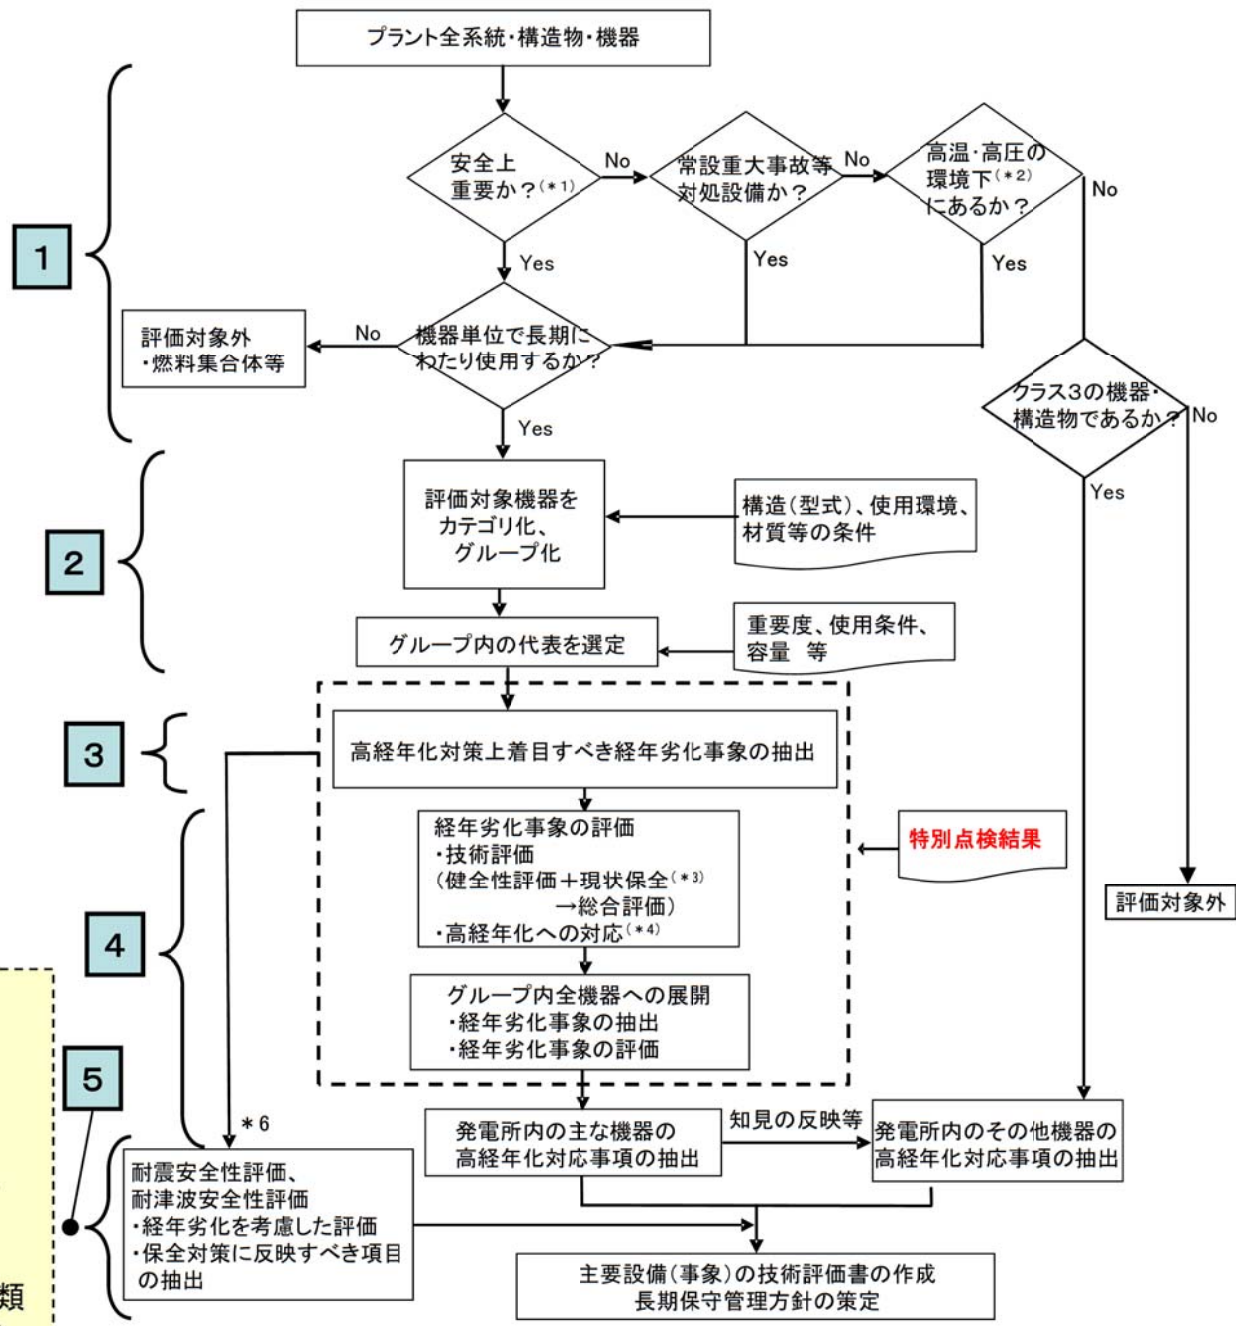 プラント全系統・構造物・機器
安全上
重要か?(*1)
No
常設重大事故等
対処設備か?
No
高温・高圧の
環境下(*2)
にあるか?
No
1
Yes
Yes
Yes
評価対象外
・燃料集合体等
No
機器単位で長期に
わたり使用するか?
クラス3の機器・
構造物であるか?
No
Yes
Yes
2
評価対象機器を
カテゴリ化、
グループ化
構造(型式)、使用環境、
材質等の条件
グループ内の代表を選定
重要度、使用条件、
容量 等
3
高経年化対策上着目すべき経年劣化事象の抽出
4
経年劣化事象の評価
・技術評価
(健全性評価+現状保全(*3)
→総合評価)
・高経年化への対応(*4)
特別点検結果
評価対象外
グループ内全機器への展開
・経年劣化事象の抽出
・経年劣化事象の評価
5
*6
発電所内の主な機器の
高経年化対応事項の抽出
知見の反映等
発電所内のその他機器の
高経年化対応事項の抽出
耐震安全性評価、
耐津波安全性評価
・経年劣化を考慮した評価
・保全対策に反映すべき項目
の抽出
主要設備(事象)の技術評価書の作成
長期保守管理方針の策定
類